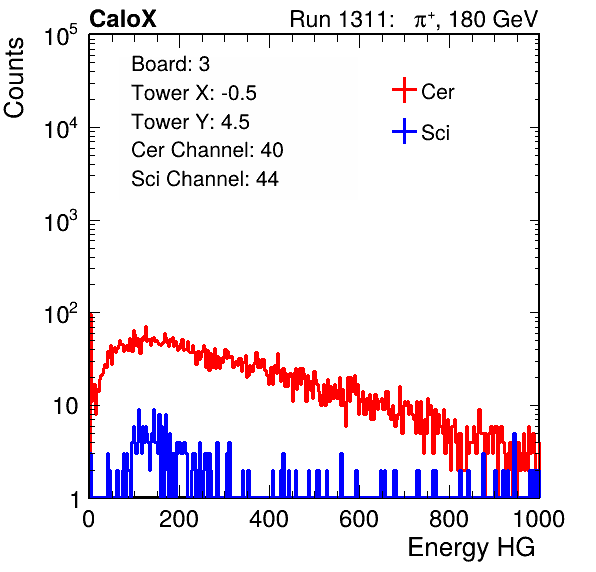 CaloX Run 1311: π⁺, 180 GeV
Counts
10⁵
10⁴
10³
10²
10
1
Board: 3
Tower X: -0.5
Tower Y: 4.5
Cer Channel: 40
Sci Channel: 44
Cer
Sci
0 200 400 600 800 1000
Energy HG